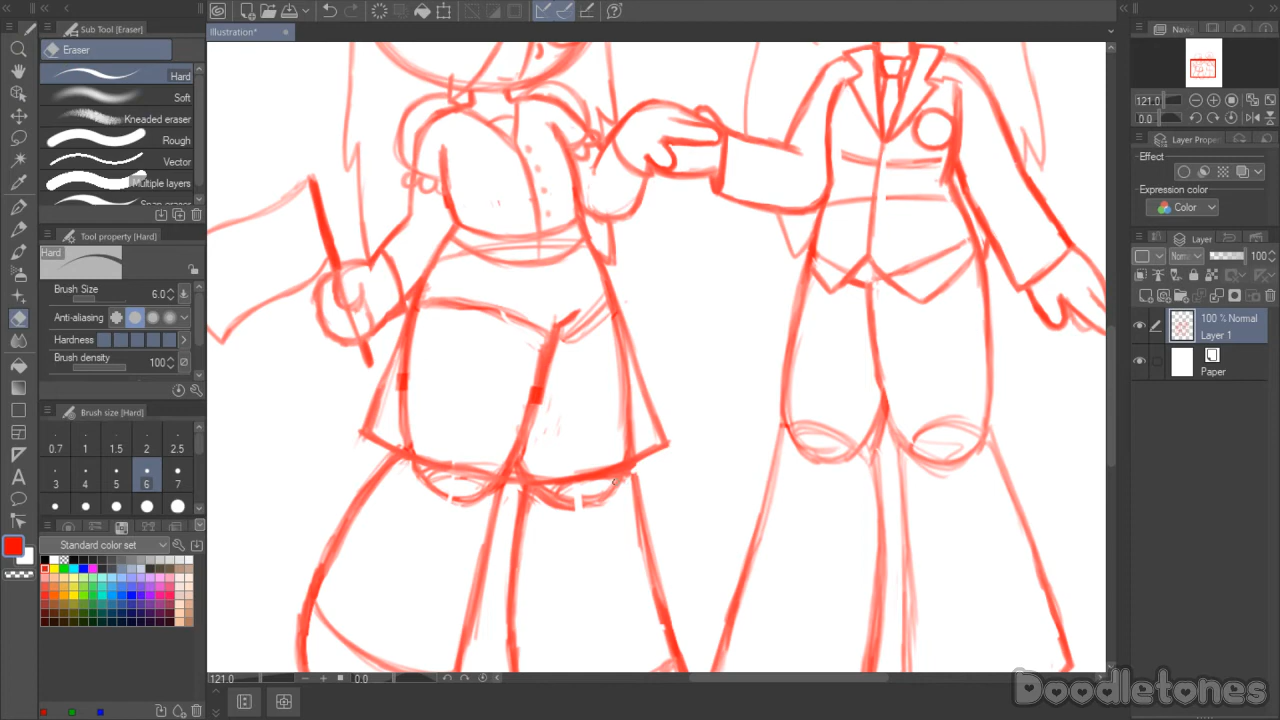 Sub Tool [Eraser]
Eraser
Hard
Soft
Kneaded eraser
Rough
Vector
Multiple layers
Snap eraser
Tool property [Hard]
Hard
Brush Size 6.0
Anti-aliasing
Hardness
Brush density 100
Brush size [Hard]
0.7 1 1.5 2 2.5
3 4 5 6 7
Standard color set
Illustration*
121.0 0.0
Navi
121.0
0.0
Layer Prope
Effect
Expression color
Color
Layer
Norm 100
100 % Normal
Layer 1
Paper
Doodletones